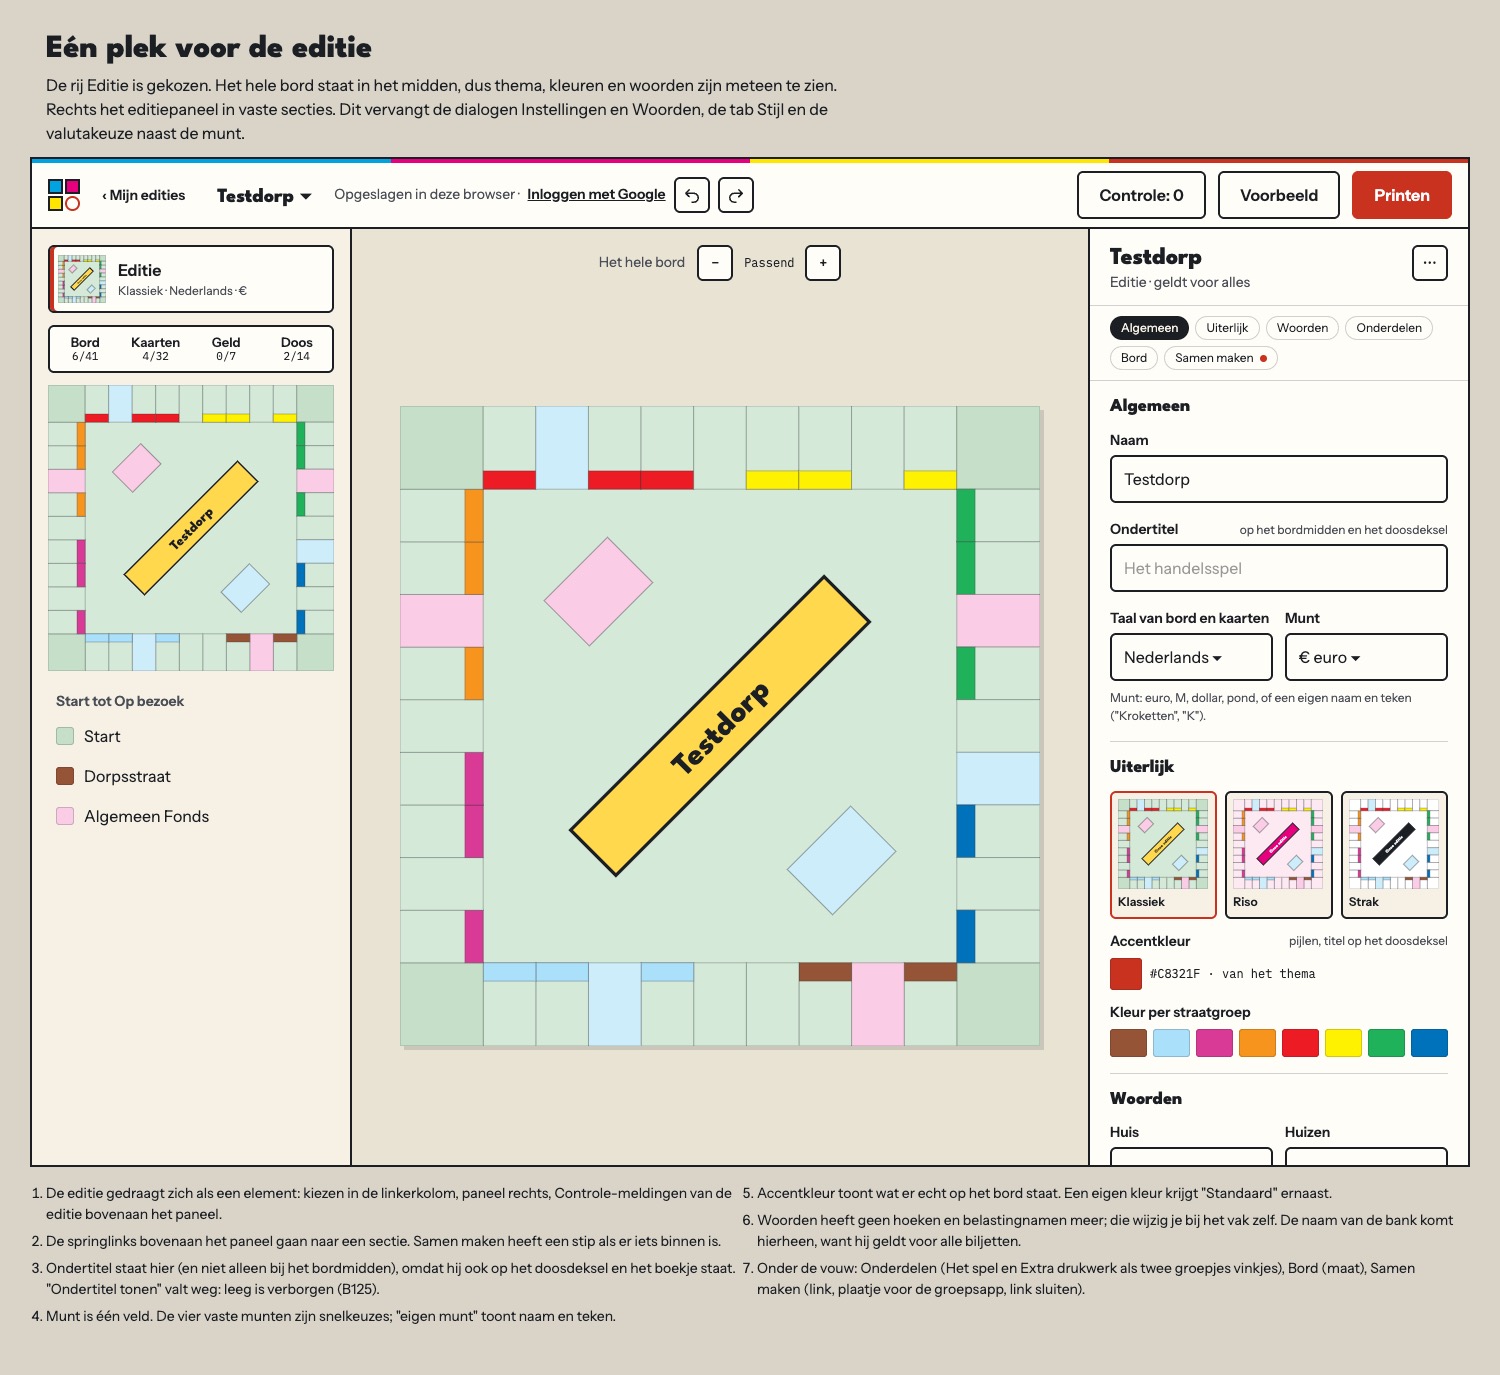 Eén plek voor de editie
De rij Editie is gekozen. Het hele bord staat in het midden, dus thema, kleuren en woorden zijn meteen te zien.
Rechts het editiepaneel in vaste secties. Dit vervangt de dialogen Instellingen en Woorden, de tab Stijl en de
valutakeuze naast de munt.
‹ Mijn edities
Testdorp
Opgeslagen in deze browser · Inloggen met Google
Controle: 0
Voorbeeld
Printen
Editie
Klassiek · Nederlands · €
Bord
6/41
Kaarten
4/32
Geld
0/7
Doos
2/14
Testdorp
Start tot Op bezoek
Start
Dorpsstraat
Algemeen Fonds
Het hele bord
−
Passend
+
Testdorp
Testdorp
Editie · geldt voor alles
...
Algemeen
Uiterlijk
Woorden
Onderdelen
Bord
Samen maken
Algemeen
Naam
Testdorp
Ondertitel
op het bordmidden en het doosdeksel
Het handelsspel
Taal van bord en kaarten
Munt
Nederlands
€ euro
Munt: euro, M, dollar, pond, of een eigen naam en teken
("Kroketten", "K").
Uiterlijk
Klassiek
Riso
Strak
Accentkleur
pijlen, titel op het doosdeksel
#C8321F · van het thema
Kleur per straatgroep
Woorden
Huis
Huizen
1. De editie gedraagt zich als een element: kiezen in de linkerkolom, paneel rechts, Controle-meldingen van de
editie bovenaan het paneel.
2. De springlinks bovenaan het paneel gaan naar een sectie. Samen maken heeft een stip als er iets binnen is.
3. Ondertitel staat hier (en niet alleen bij het bordmidden), omdat hij ook op het doosdeksel en het boekje staat.
"Ondertitel tonen" valt weg: leeg is verborgen (B125).
4. Munt is één veld. De vier vaste munten zijn snelkeuzes; "eigen munt" toont naam en teken.
5. Accentkleur toont wat er echt op het bord staat. Een eigen kleur krijgt "Standaard" ernaast.
6. Woorden heeft geen hoeken en belastingnamen meer; die wijzig je bij het vak zelf. De naam van de bank komt
hierheen, want hij geldt voor alle biljetten.
7. Onder de vouw: Onderdelen (Het spel en Extra drukwerk als twee groepjes vinkjes), Bord (maat), Samen
maken (link, plaatje voor de groepsapp, link sluiten).